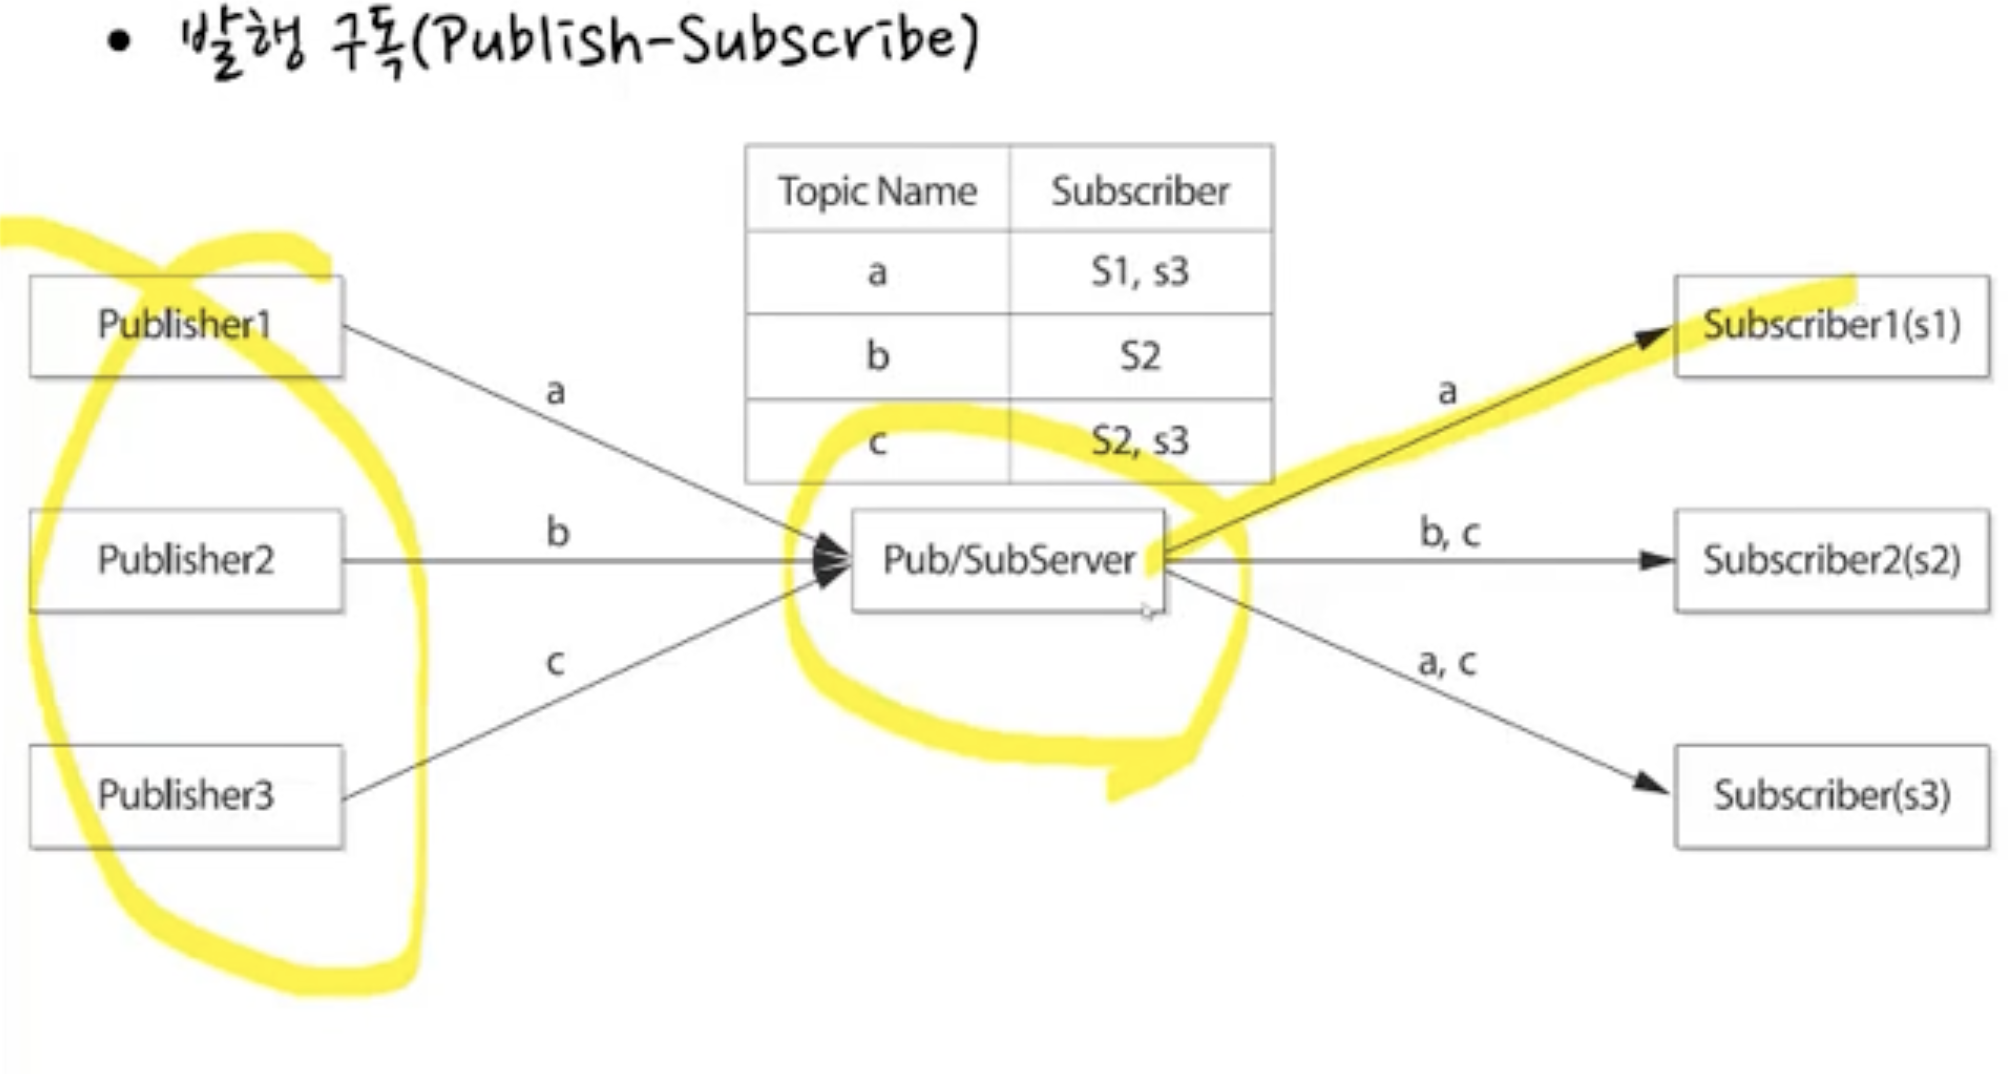 • 발행 구독(Publish-Subscribe)
Topic Name Subscriber
a S1, s3
b S2
c S2, s3
Publisher1
a
Publisher2
b
Publisher3
c
Pub/SubServer
a
Subscriber1(s1)
b, c
Subscriber2(s2)
a, c
Subscriber(s3)